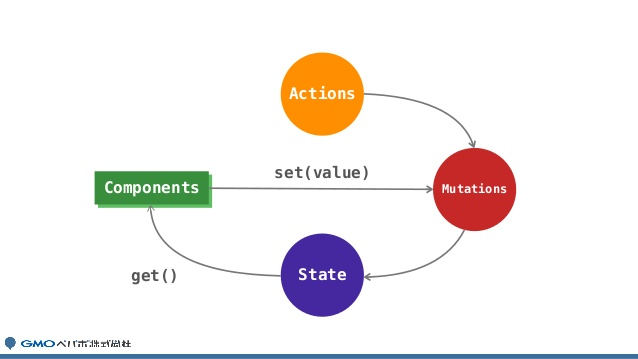 Actions
set(value)
Components
Mutations
State
get()
GMOペパボ株式会社